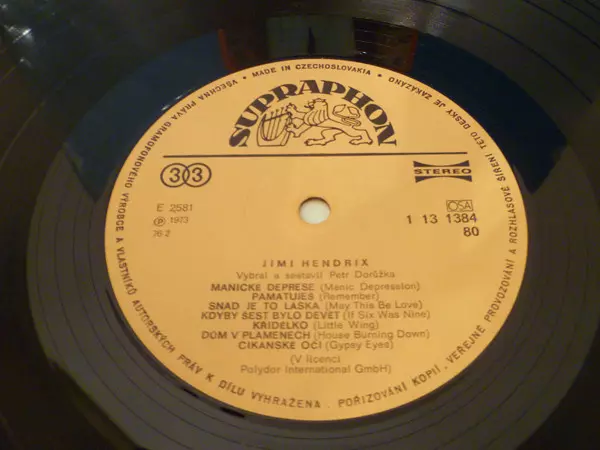 VŠECHNA PRÁVA GRAMOFONOVÉHO VÝROBCE A VLASTNÍKŮ AUTORSKÝCH PRÁV K DÍLU VYHRAŽENA. POŘIZOVÁNÍ KOPIÍ, VEŘEJNÉ PROVOZOVÁNÍ A ROZHLASOVÉ ŠÍŘENÍ TÉTO DESKY JE ZAKÁZÁNO • MADE IN CZECHOSLOVAKIA •
SUPRAPHON
33
STEREO
E 2581
OSA
℗ 1973
1 13 1384
76 2
80
JIMI HENDRIX
Vybral a sestavil Petr Dorůžka
MANICKÉ DEPRESE (Manic Depression)
PAMATUJEŠ (Remember)
SNAD JE TO LÁSKA (May This Be Love)
KDYBY ŠEST BYLO DEVĚT (If Six Was Nine)
KŘIDÉLKO (Little Wing)
DŮM V PLAMENECH (House Burning Down)
CIKÁNSKÉ OČI (Gypsy Eyes)
(V licenci
Polydor International GmbH)